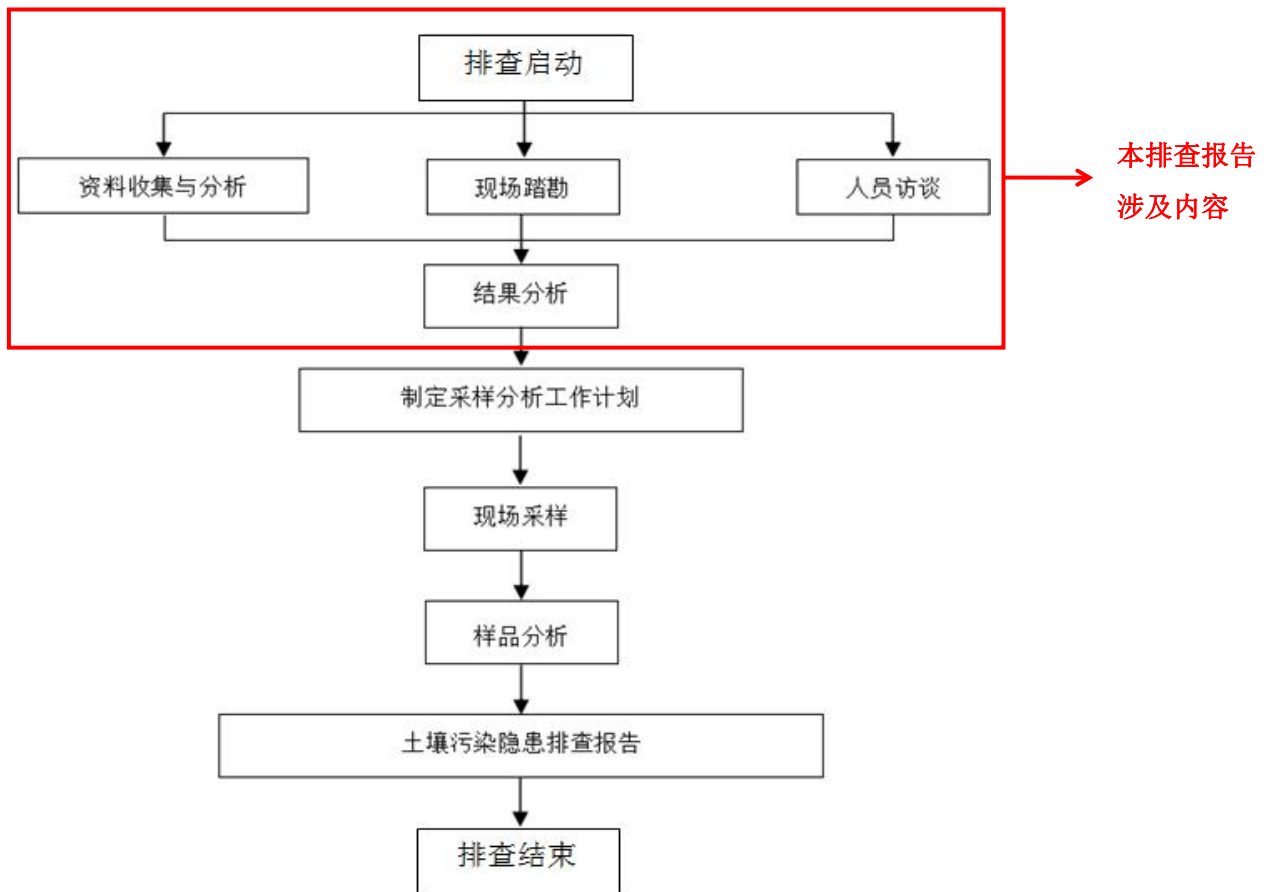 排查启动
资料收集与分析
现场踏勘
人员访谈
本排查报告
涉及内容
结果分析
制定采样分析工作计划
现场采样
样品分析
土壤污染隐患排查报告
排查结束